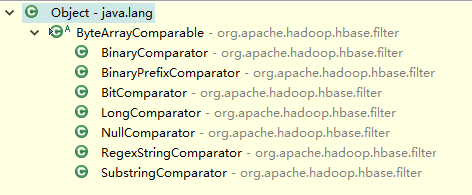 Object - java.lang
ByteArrayComparable - org.apache.hadoop.hbase.filter
BinaryComparator - org.apache.hadoop.hbase.filter
BinaryPrefixComparator - org.apache.hadoop.hbase.filter
BitComparator - org.apache.hadoop.hbase.filter
LongComparator - org.apache.hadoop.hbase.filter
NullComparator - org.apache.hadoop.hbase.filter
RegexStringComparator - org.apache.hadoop.hbase.filter
SubstringComparator - org.apache.hadoop.hbase.filter